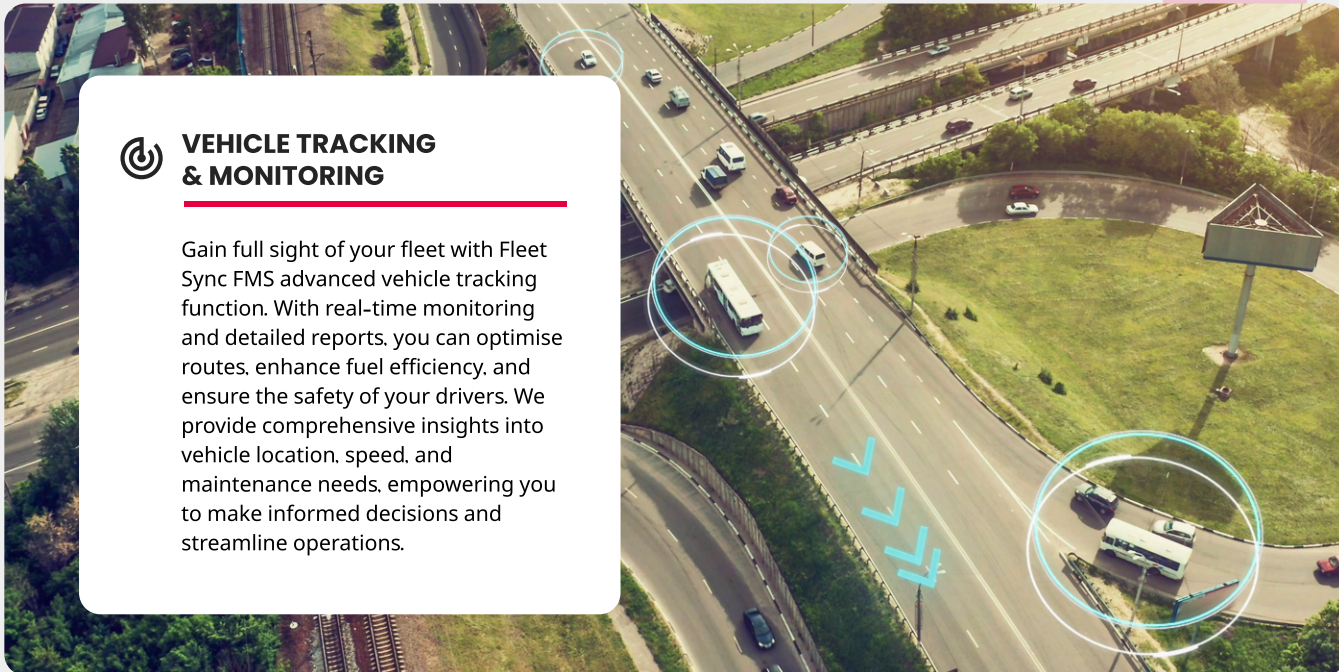 VEHICLE TRACKING
& MONITORING
Gain full sight of your fleet with Fleet
Sync FMS advanced vehicle tracking
function. With real-time monitoring
and detailed reports, you can optimise
routes, enhance fuel efficiency, and
ensure the safety of your drivers. We
provide comprehensive insights into
vehicle location, speed, and
maintenance needs, empowering you
to make informed decisions and
streamline operations.